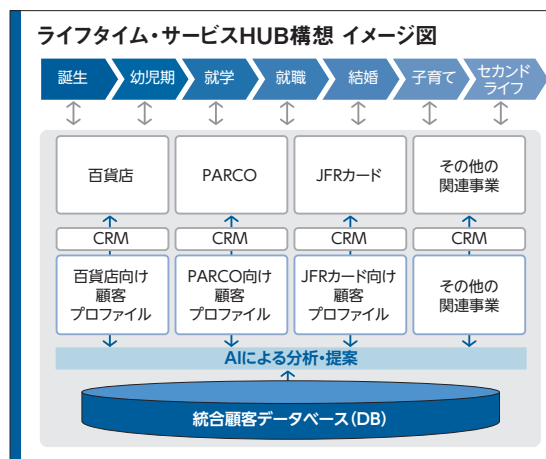 ライフタイム・サービスHUB構想 イメージ図
誕生
幼児期
就学
就職
結婚
子育て
セカンド
ライフ
百貨店
PARCO
JFRカード
その他の
関連事業
CRM
CRM
CRM
CRM
百貨店向け
顧客
プロファイル
PARCO向け
顧客
プロファイル
JFRカード向け
顧客
プロファイル
その他の
関連事業
AIによる分析・提案
統合顧客データベース(DB)